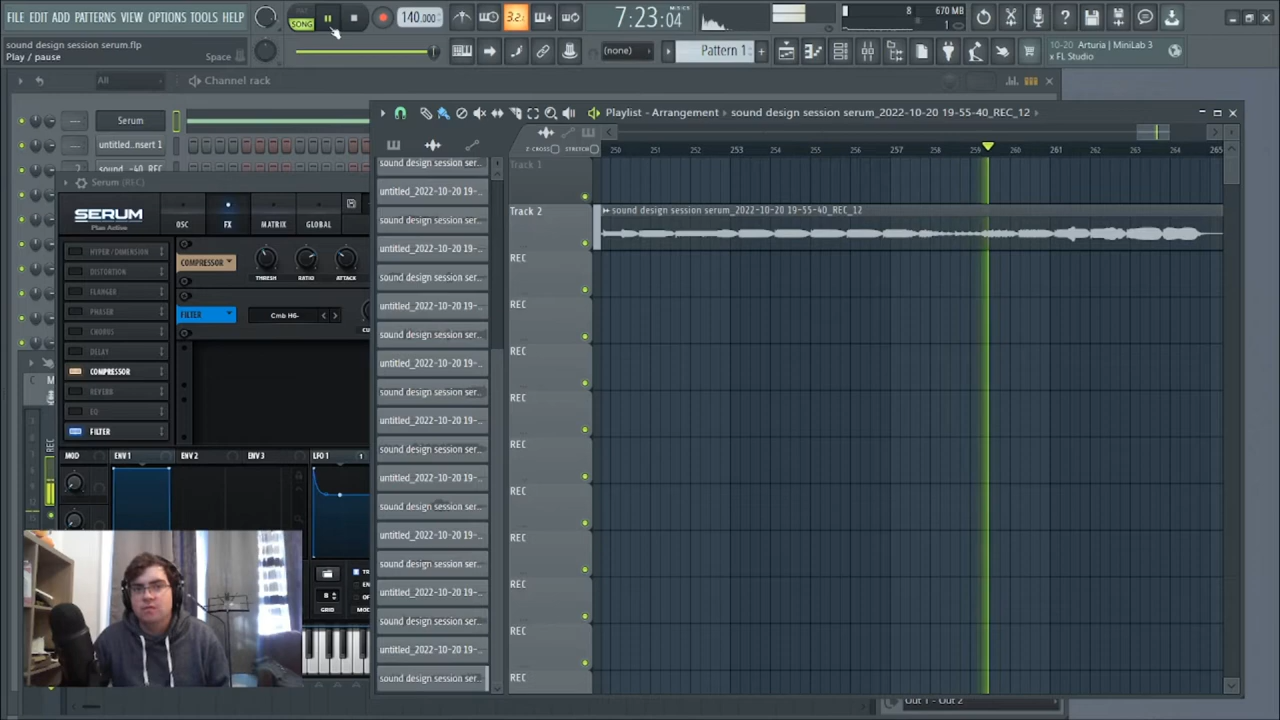 FILE EDIT ADD PATTERNS VIEW OPTIONS TOOLS HELP
SONG
140.000
3.2
7:23:04
8
670 MB
1
sound design session serum.flp
Play / pause
Space
(none)
Pattern 1
10-20 Arturia | MiniLab 3
» FL Studio
All
Channel rack
Serum
untitled..nsert 1
sound -40_REC
Playlist - Arrangement › sound design session serum_2022-10-20 19-55-40_REC_12
Z-CROSS
STRETCH
250 251 252 253 254 255 256 257 258 259 260 261 262 263 264 265
Track 1
Track 2
sound design session serum_2022-10-20 19-55-40_REC_12
REC
REC
REC
REC
REC
REC
REC
REC
REC
REC
sound design session ser..
untitled_2022-10-20 19-..
sound design session ser..
untitled_2022-10-20 19-..
sound design session ser..
untitled_2022-10-20 19-..
sound design session ser..
untitled_2022-10-20 19-..
sound design session ser..
untitled_2022-10-20 19-..
sound design session ser..
untitled_2022-10-20 19-..
sound design session ser..
untitled_2022-10-20 19-..
sound design session ser..
untitled_2022-10-20 19-..
sound design session ser..
untitled_2022-10-20 19-..
sound design session ser..
Serum (REC)
SERUM
OSC
FX
MATRIX
GLOBAL
HYPER/DIMENSION
DISTORTION
FLANGER
PHASER
CHORUS
DELAY
COMPRESSOR
REVERB
EQ
FILTER
COMPRESSOR
THRESH
RATIO
ATTACK
FILTER
Cmb H6-
MOD
ENV 1
ENV 2
ENV 3
LFO 1
8
GRID
REC
Out 1 - Out 2